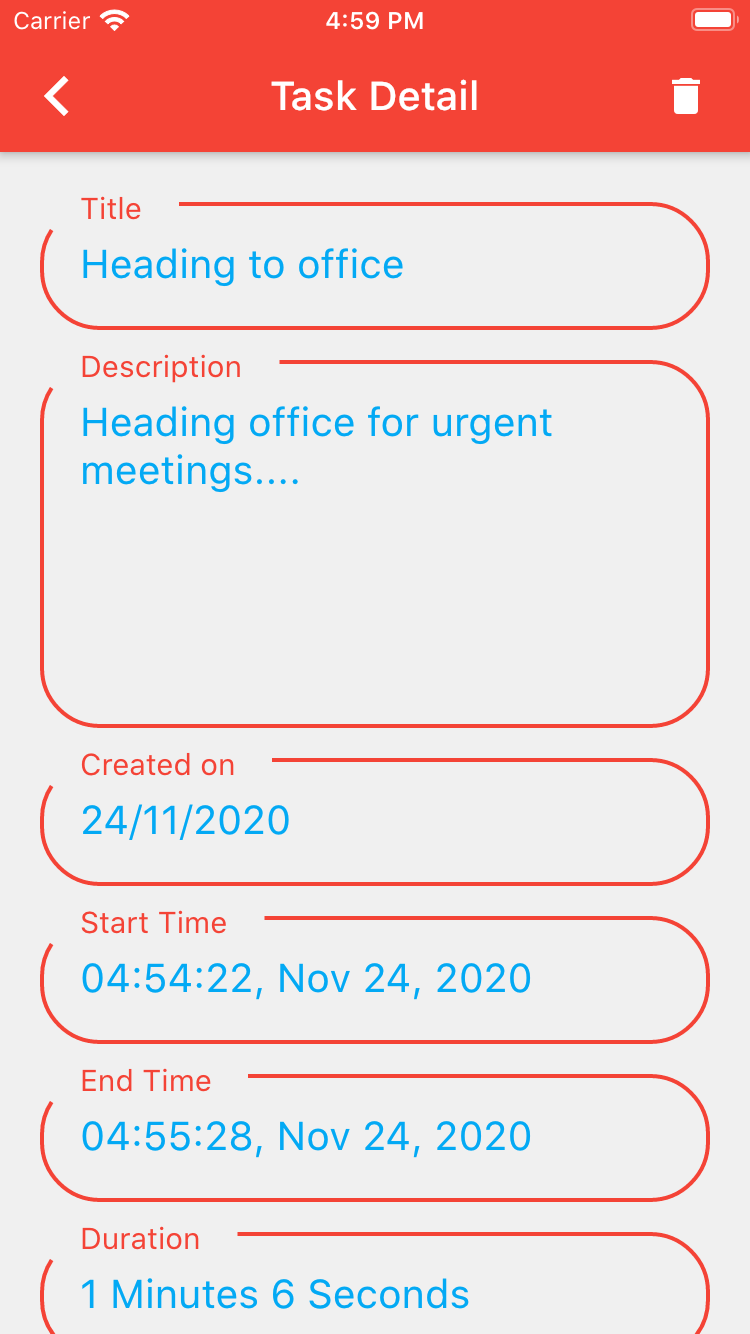 Carrier 4:59 PM
Task Detail
Title
Heading to office
Description
Heading office for urgent
meetings....
Created on
24/11/2020
Start Time
04:54:22, Nov 24, 2020
End Time
04:55:28, Nov 24, 2020
Duration
1 Minutes 6 Seconds